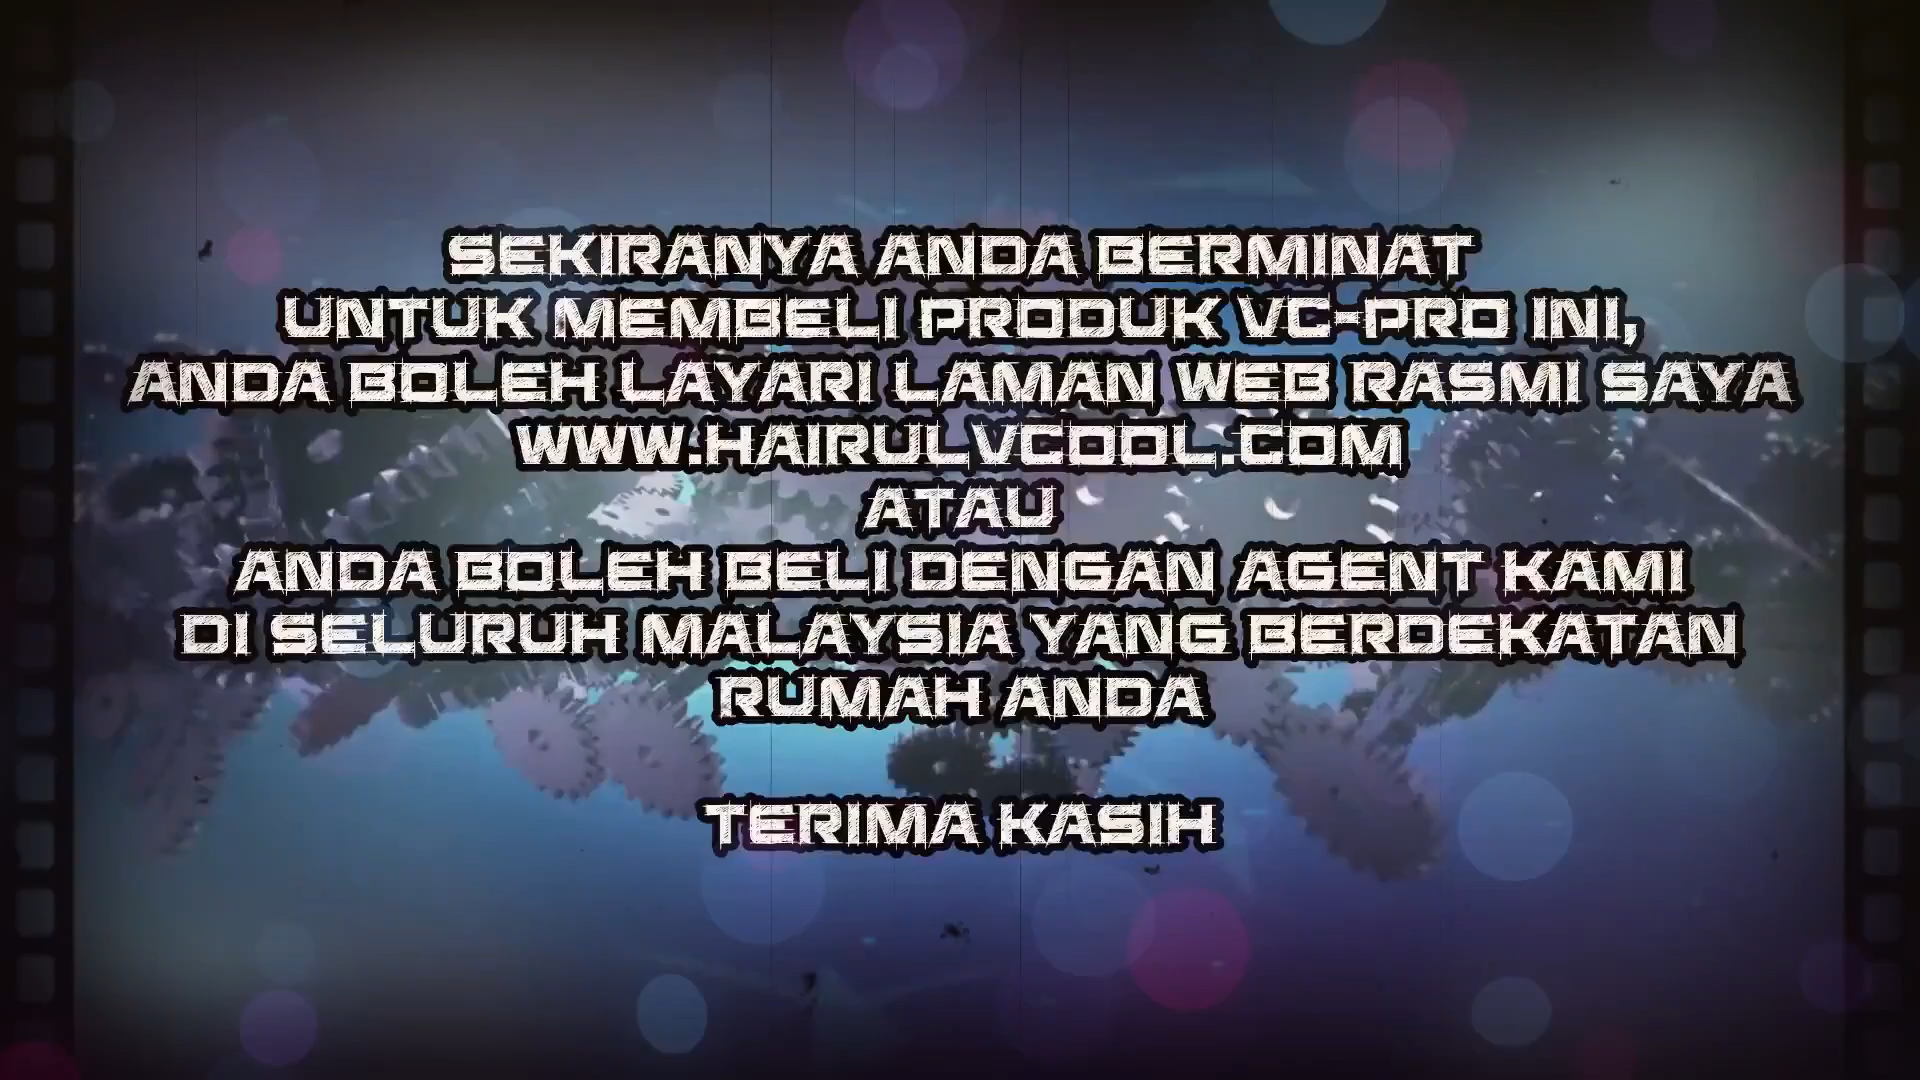 SEKIRANYA ANDA BERMINAT
UNTUK MEMBELI PRODUK VC-PRO INI,
ANDA BOLEH LAYARI LAMAN WEB RASMI SAYA
WWW.HAIRULVCOOL.COM
ATAU
ANDA BOLEH BELI DENGAN AGENT KAMI
DI SELURUH MALAYSIA YANG BERDEKATAN
RUMAH ANDA
TERIMA KASIH